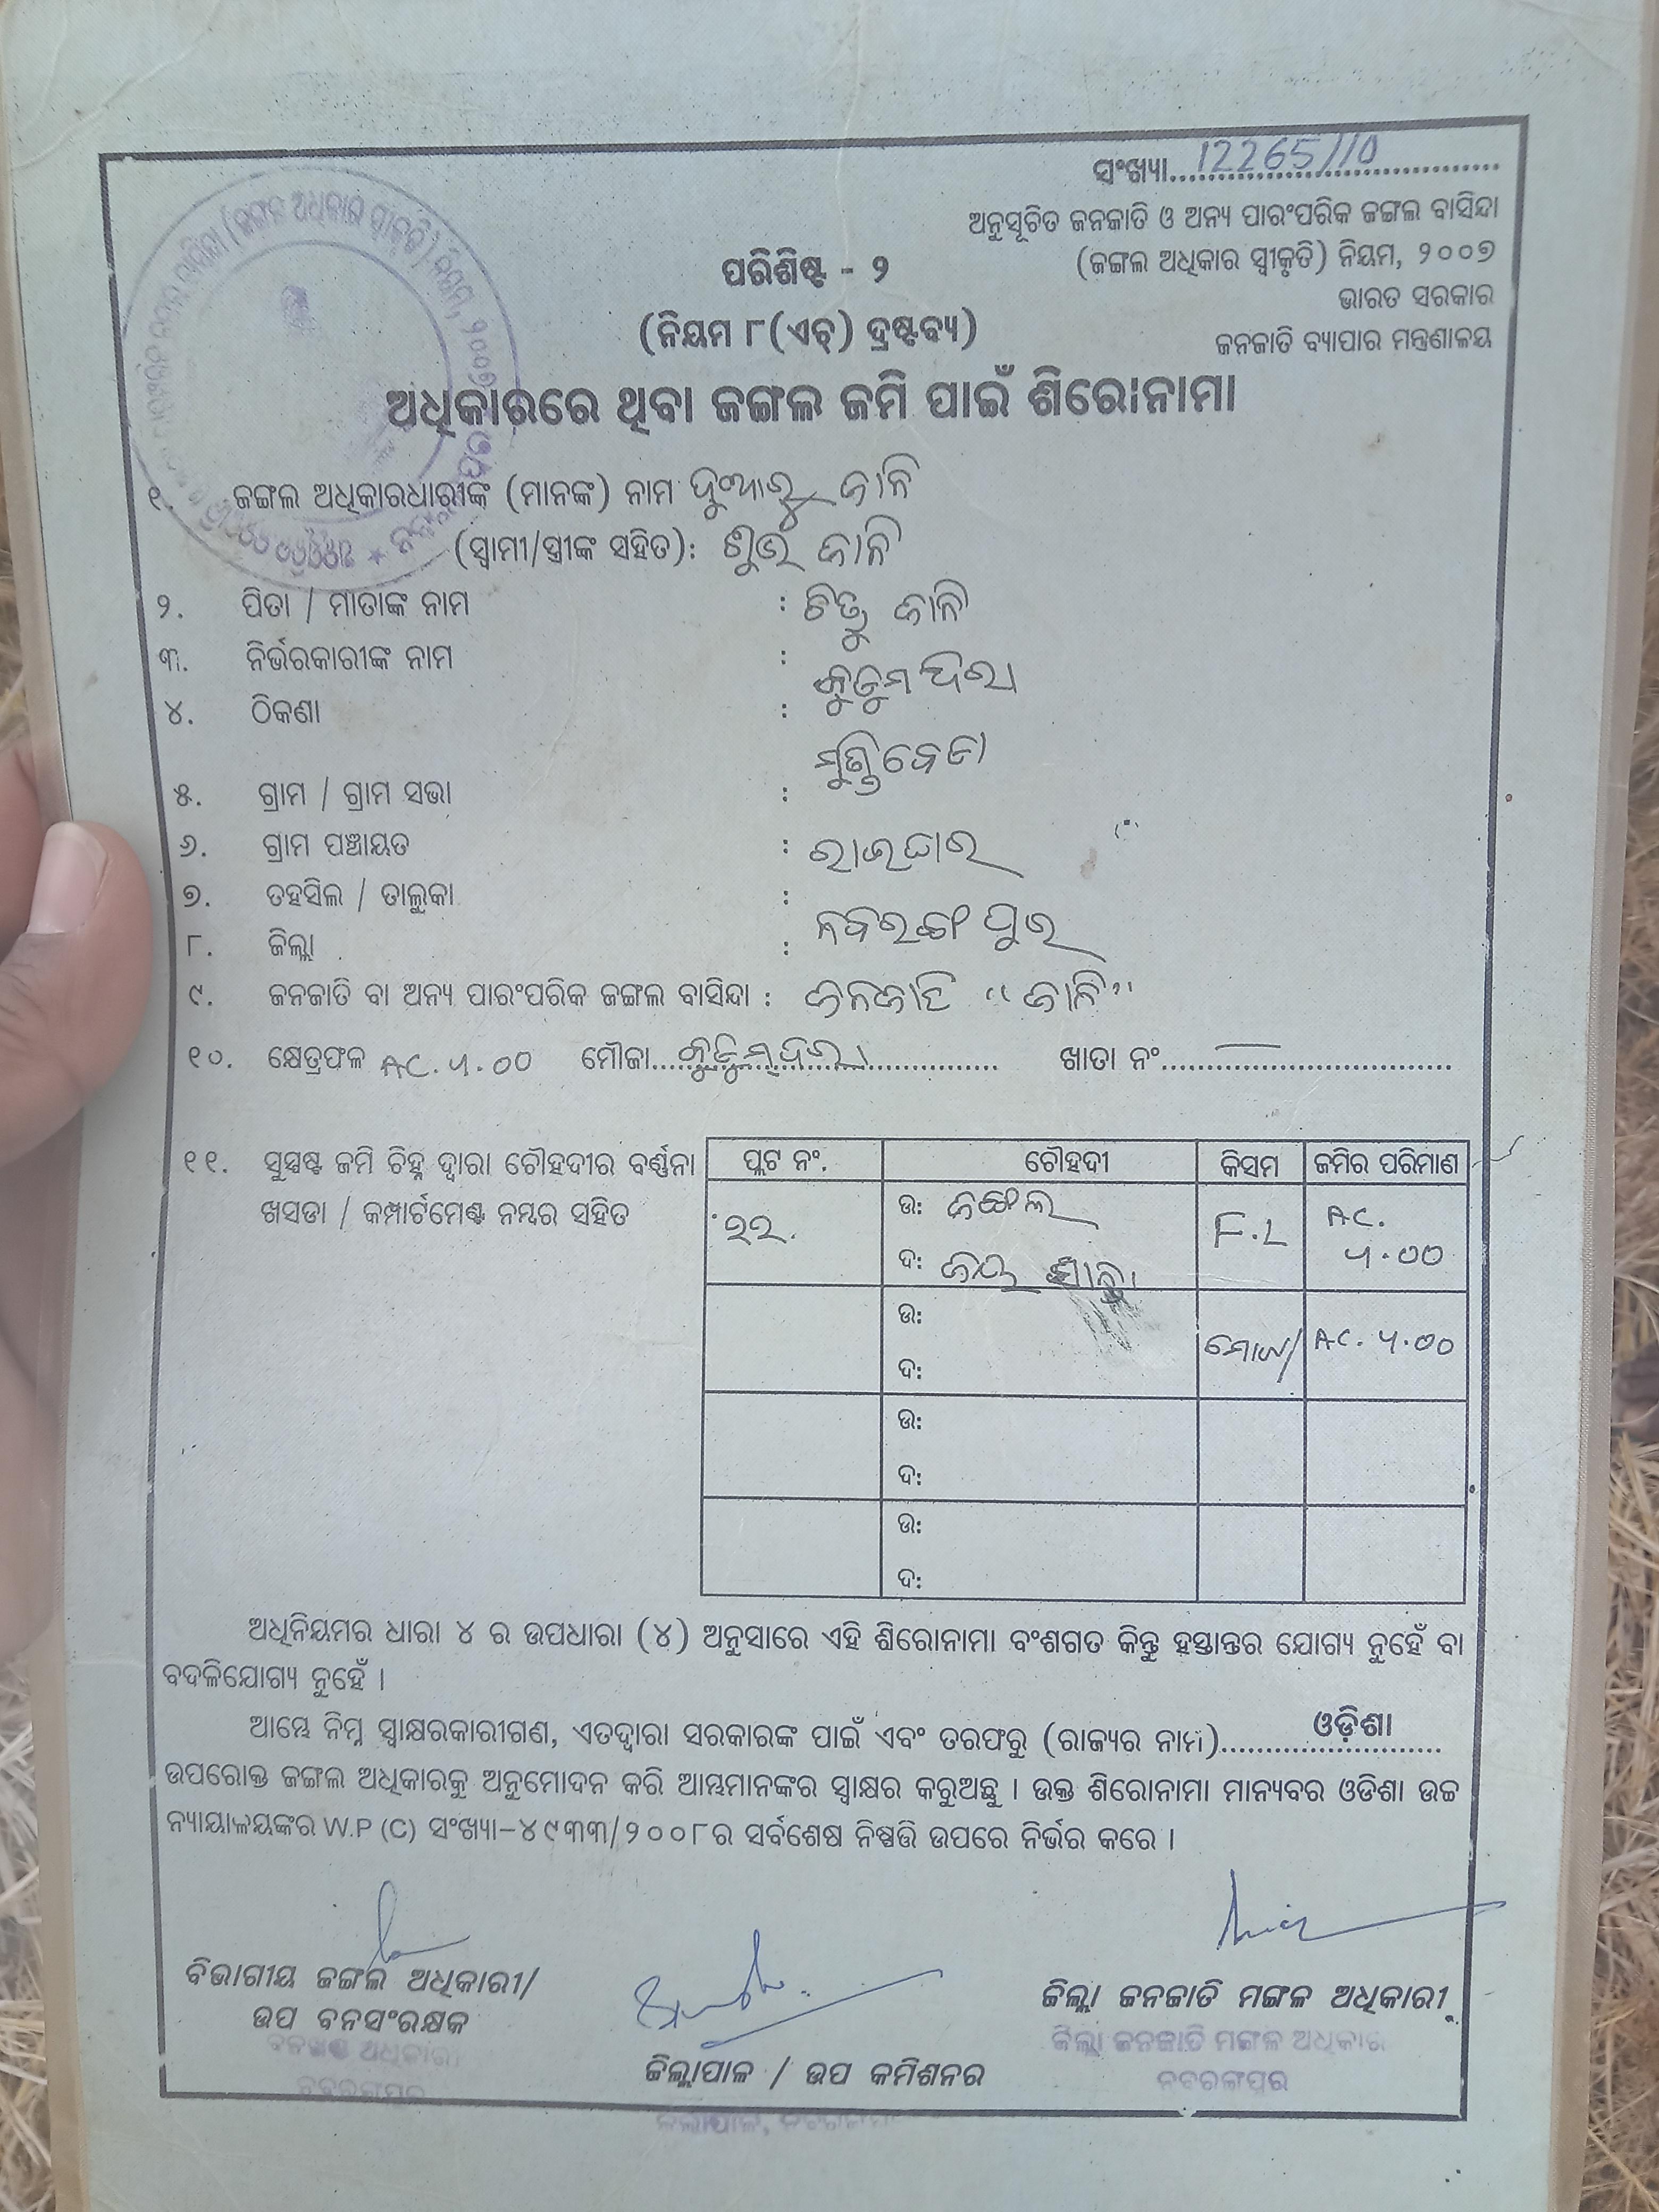 ସଂଖ୍ୟା 12265/10
ଅନୁସୂଚିତ ଜନଜାତି ଓ ଅନ୍ୟ ପାରଂପରିକ ଜଙ୍ଗଲ ବାସିନ୍ଦା
(ଜଙ୍ଗଲ ଅଧିକାର ସ୍ୱୀକୃତି) ନିୟମ, ୨୦୦୭
ଭାରତ ସରକାର
ଜନଜାତି ବ୍ୟାପାର ମନ୍ତ୍ରଣାଳୟ
ପରିଶିଷ୍ଟ - ୨
(ନିୟମ ୮(ଏଚ୍) ଦ୍ରଷ୍ଟବ୍ୟ)
ଅଧିକାରରେ ଥିବା ଜଙ୍ଗଲ ଜମି ପାଇଁ ଶିରୋନାମା
୧. ଜଙ୍ଗଲ ଅଧିକାରଧାରୀଙ୍କ (ମାନଙ୍କ) ନାମ ଜାନି
(ସ୍ୱାମୀ/ସ୍ତ୍ରୀଙ୍କ ସହିତ): ଜାନି
୨. ପିତା / ମାତାଙ୍କ ନାମ : ଜାନି
୩. ନିର୍ଭରକାରୀଙ୍କ ନାମ :
୪. ଠିକଣା :
୫. ଗ୍ରାମ / ଗ୍ରାମ ସଭା :
୬. ଗ୍ରାମ ପଞ୍ଚାୟତ :
୭. ତହସିଲ / ତାଲୁକା : ରାଇଘର
୮. ଜିଲ୍ଲା : ନବରଙ୍ଗପୁର
୯. ଜନଜାତି ବା ଅନ୍ୟ ପାରଂପରିକ ଜଙ୍ଗଲ ବାସିନ୍ଦା : ଜନଜାତି "ଜାନି"
୧୦. କ୍ଷେତ୍ରଫଳ AC. ୫.୦୦ ମୌଜା ଖାତା ନଂ
୧୧. ସୁସ୍ପଷ୍ଟ ଜମି ଚିହ୍ନ ଦ୍ୱାରା ଚୌହଦୀର ବର୍ଣ୍ଣନା
ଖସଡା / କମ୍ପାର୍ଟମେଣ୍ଟ ନମ୍ବର ସହିତ
ପ୍ଲଟ ନଂ. ଚୌହଦୀ କିସମ ଜମିର ପରିମାଣ
ଉ: ଜଙ୍ଗଲ F.L AC. ୫.୦୦
ଦ:
ଉ: AC. ୫.୦୦
ଦ:
ଉ:
ଦ:
ଉ:
ଦ:
ଅଧିନିୟମର ଧାରା ୪ ର ଉପଧାରା (୪) ଅନୁସାରେ ଏହି ଶିରୋନାମା ବଂଶଗତ କିନ୍ତୁ ହସ୍ତାନ୍ତର ଯୋଗ୍ୟ ନୁହେଁ ବା
ବଦଳିଯୋଗ୍ୟ ନୁହେଁ ।
ଆମ୍ଭେ ନିମ୍ନ ସ୍ୱାକ୍ଷରକାରୀଗଣ, ଏତଦ୍ୱାରା ସରକାରଙ୍କ ପାଇଁ ଏବଂ ତରଫରୁ (ରାଜ୍ୟର ନାମ) ଓଡ଼ିଶା
ଉପରୋକ୍ତ ଜଙ୍ଗଲ ଅଧିକାରକୁ ଅନୁମୋଦନ କରି ଆମ୍ଭମାନଙ୍କର ସ୍ୱାକ୍ଷର କରୁଅଛୁ । ଉକ୍ତ ଶିରୋନାମା ମାନ୍ୟବର ଓଡିଶା ଉଚ୍ଚ
ନ୍ୟାୟାଳୟଙ୍କର W.P (C) ସଂଖ୍ୟା-୪୯୩୩/୨୦୦୮ର ସର୍ବଶେଷ ନିଷ୍ପତ୍ତି ଉପରେ ନିର୍ଭର କରେ ।
ବିଭାଗୀୟ ଜଙ୍ଗଲ ଅଧିକାରୀ/
ଉପ ବନସଂରକ୍ଷକ
ଜିଲ୍ଲାପାଳ / ଉପ କମିଶନର
ଜିଲ୍ଲା ଜନଜାତି ମଙ୍ଗଳ ଅଧିକାରୀ
ଜିଲ୍ଲା ଜନଜାତି ମଙ୍ଗଳ ଅଧିକାରୀ
ନବରଙ୍ଗପୁର